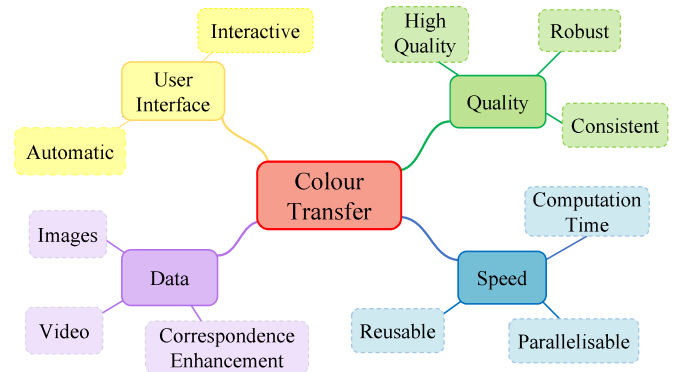 Interactive
User
Interface
Automatic
High
Quality
Robust
Quality
Consistent
Colour
Transfer
Images
Data
Video
Correspondence
Enhancement
Computation
Time
Speed
Reusable
Parallelisable